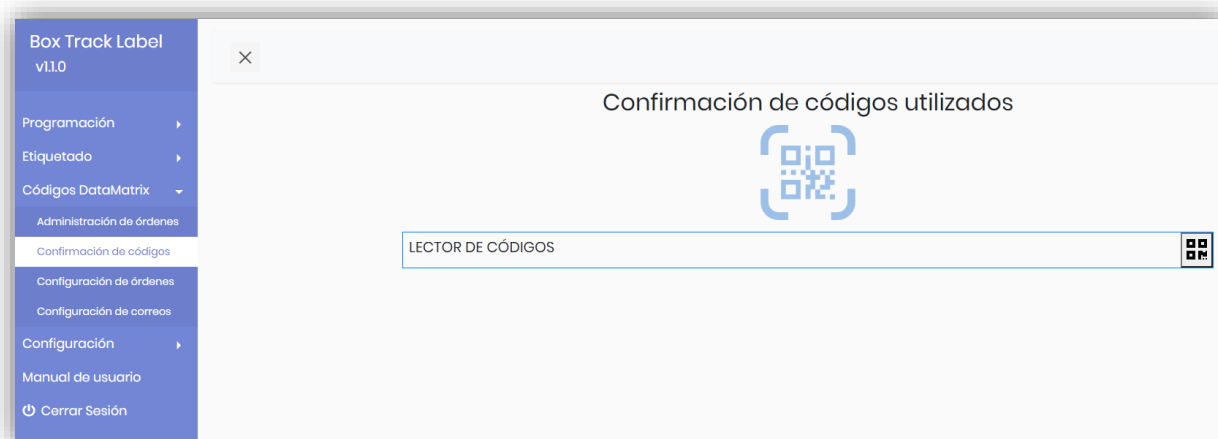 Box Track Label
v1.1.0
Programación
Etiquetado
Códigos DataMatrix
Administración de órdenes
Confirmación de códigos
Configuración de órdenes
Configuración de correos
Configuración
Manual de usuario
Cerrar Sesión
Confirmación de códigos utilizados
LECTOR DE CÓDIGOS